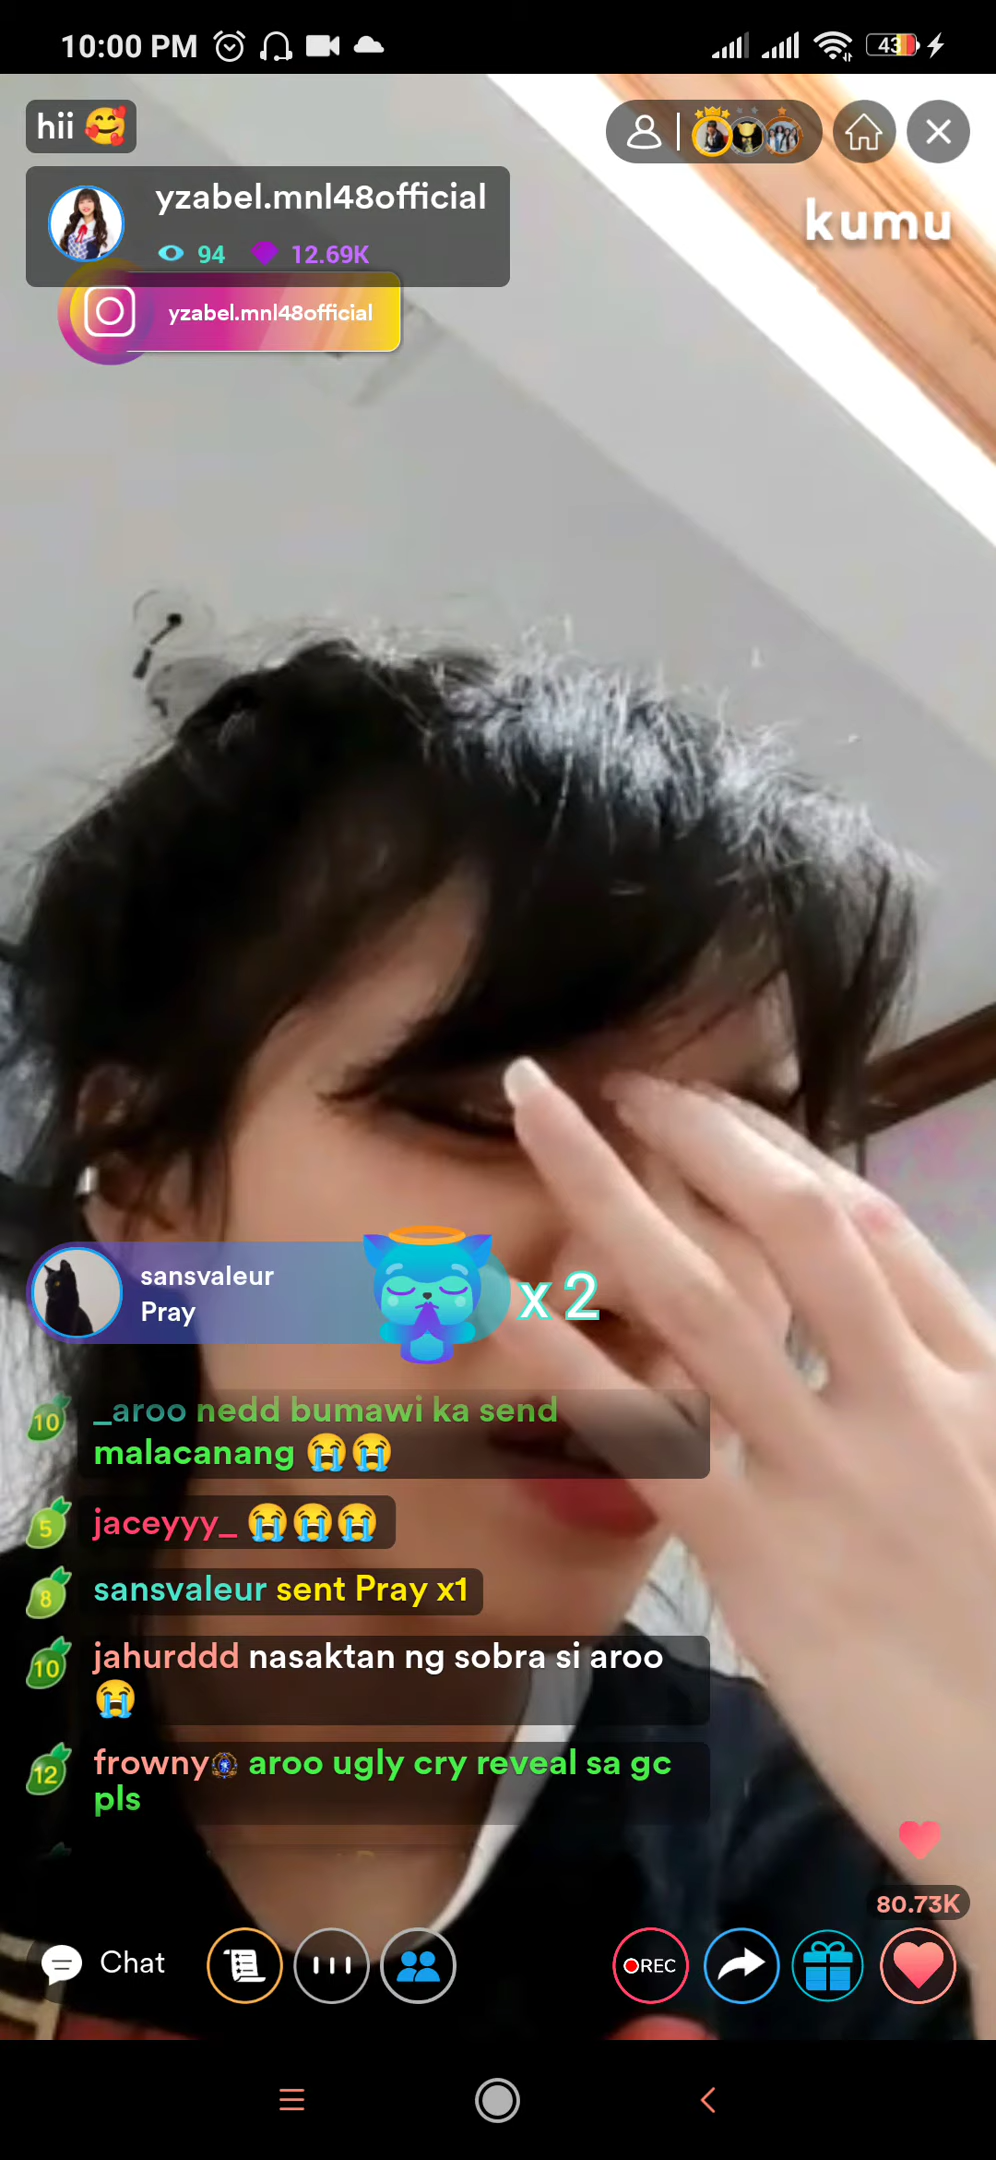 10:00 PM
43
hii 🥰
yzabel.mnl48official
94 12.69K
kumu
yzabel.mnl48official
sansvaleur
Pray
x 2
10 _aroo nedd bumawi ka send
malacanang 😭😭
5 jaceyyy_ 😭😭😭
8 sansvaleur sent Pray x1
10 jahurddd nasaktan ng sobra si aroo
😭
12 frowny aroo ugly cry reveal sa gc
pls
80.73K
Chat
REC